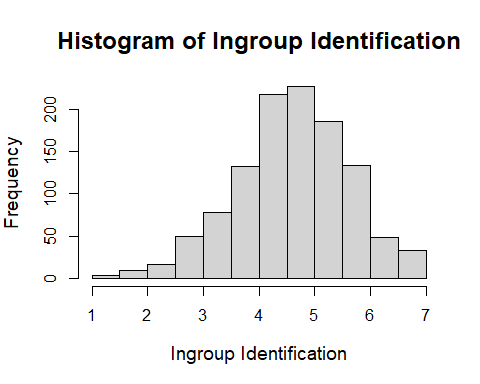 Histogram of Ingroup Identification
Frequency
200
150
100
50
0
1 2 3 4 5 6 7
Ingroup Identification